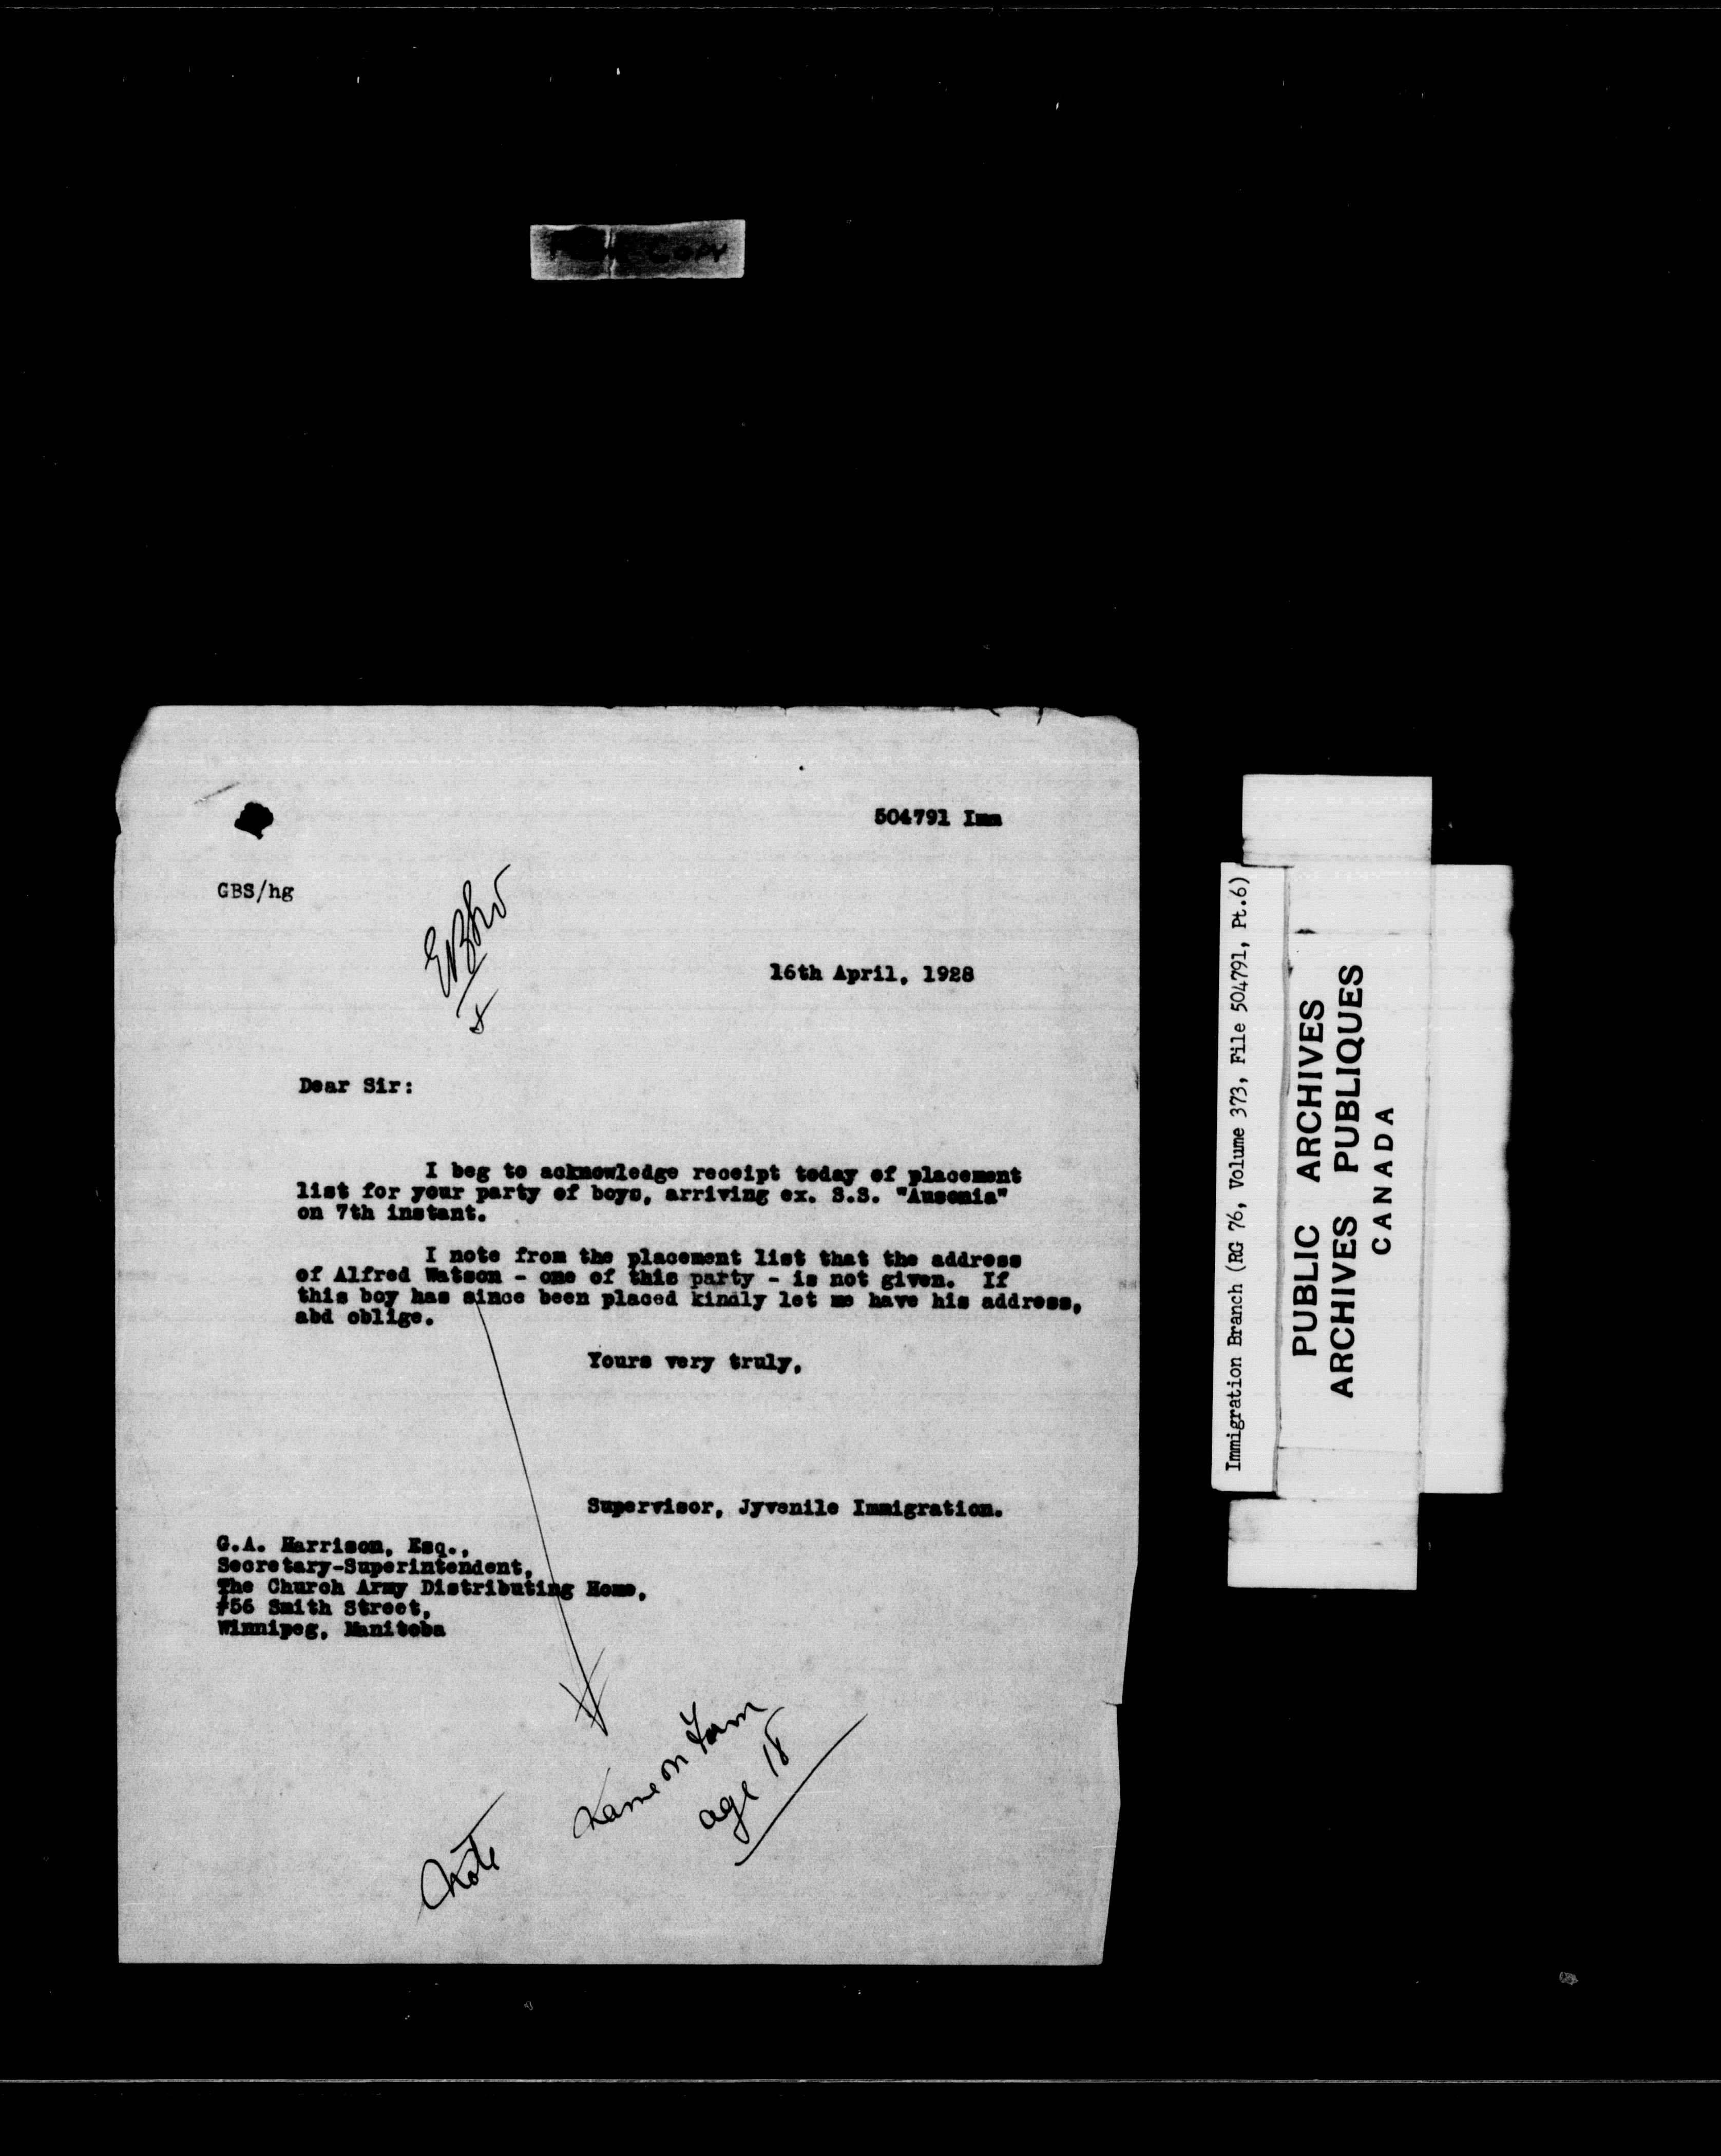 Copy
504791 Imm
GBS/hg
16th April, 1928
Dear Sir:
I beg to acknowledge receipt today of placement
list for your party of boys, arriving ex. S.S. "Ausonia"
on 7th instant.
I note from the placement list that the address
of Alfred Watson - one of this party - is not given. If
this boy has since been placed kindly let me have his address,
abd oblige.
Yours very truly,
Supervisor, Jyvenile Immigration.
G.A. Harrison, Esq.,
Secretary-Superintendent,
The Church Army Distributing Home,
#56 Smith Street,
Winnipeg, Manitoba
Note
Name on Form
age 18
Immigration Branch (RG 76, Volume 373, File 504791, Pt.6)
PUBLIC ARCHIVES
ARCHIVES PUBLIQUES
CANADA